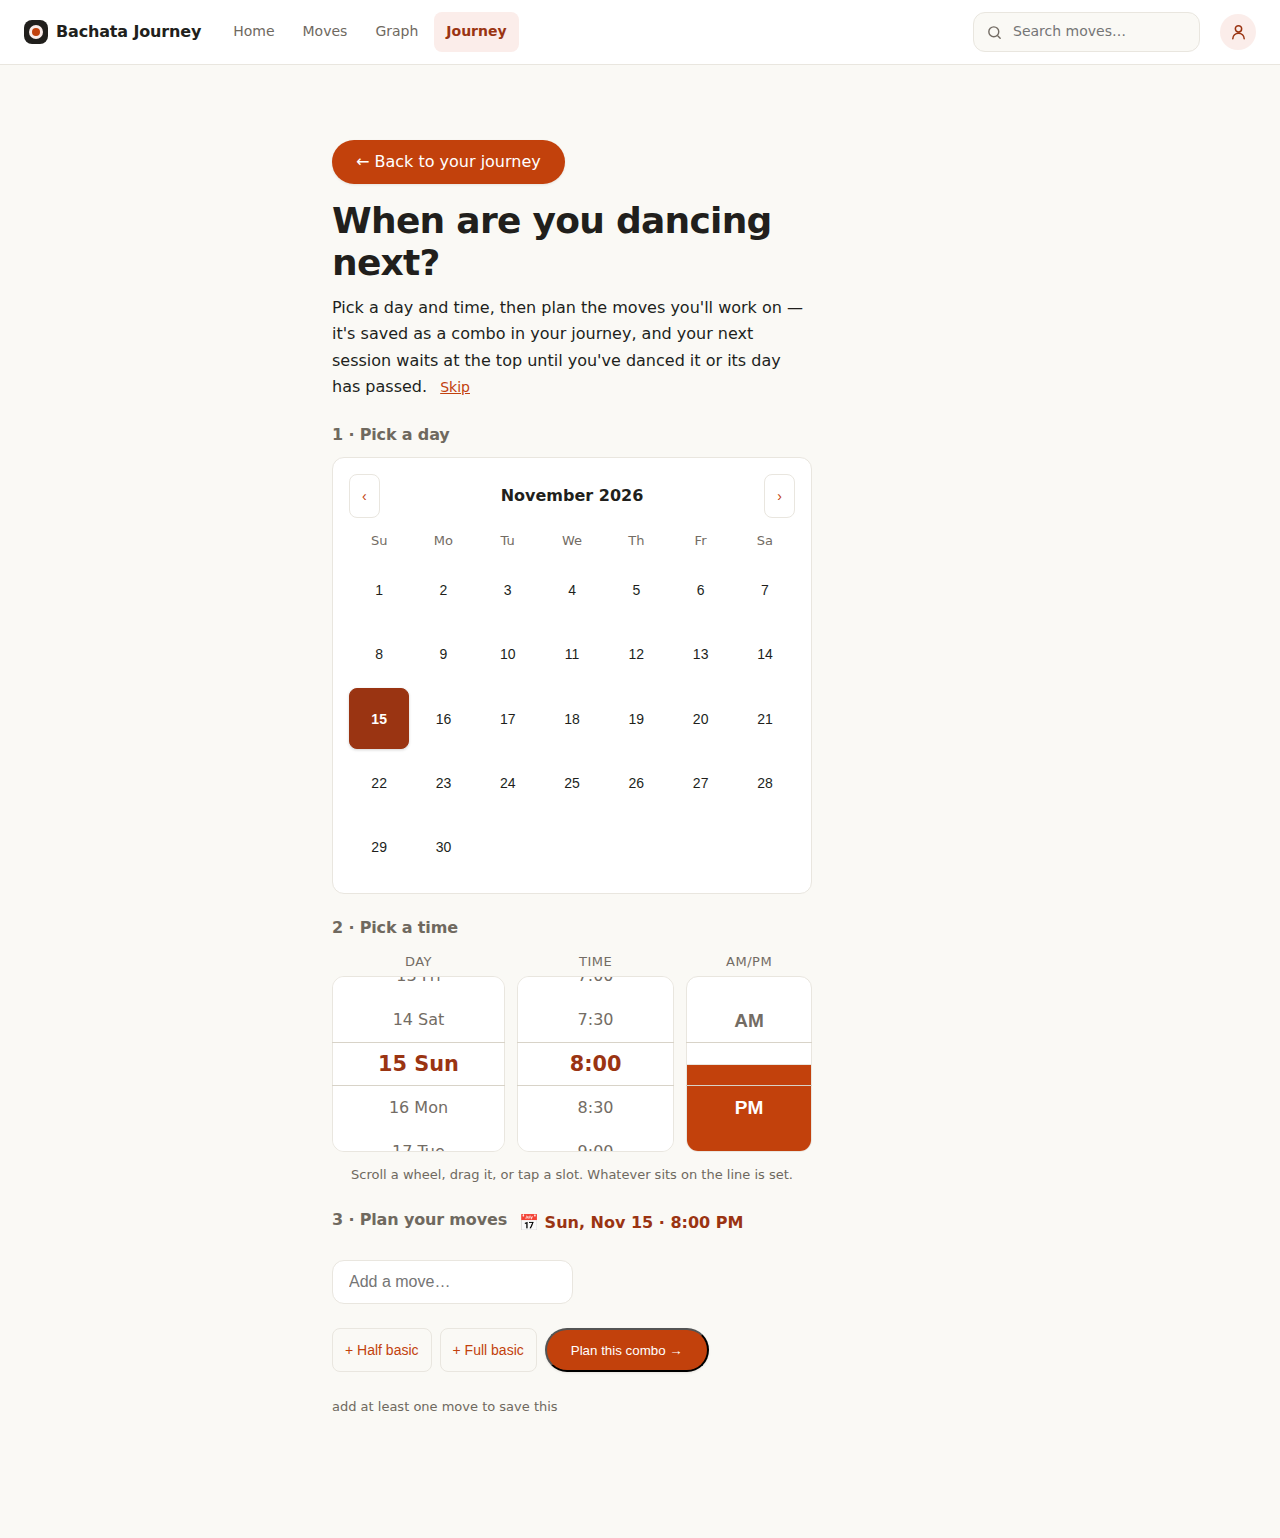 Bachata Journey Home Moves Graph Journey Search moves...
← Back to your journey
When are you dancing
next?
Pick a day and time, then plan the moves you'll work on —
it's saved as a combo in your journey, and your next
session waits at the top until you've danced it or its day
has passed. Skip
1 · Pick a day
‹ November 2026 ›
Su Mo Tu We Th Fr Sa
1 2 3 4 5 6 7
8 9 10 11 12 13 14
15 16 17 18 19 20 21
22 23 24 25 26 27 28
29 30
2 · Pick a time
DAY TIME AM/PM
14 Sat 7:30 AM
15 Sun 8:00
16 Mon 8:30 PM
17 Tue 9:00
Scroll a wheel, drag it, or tap a slot. Whatever sits on the line is set.
3 · Plan your moves 📅 Sun, Nov 15 · 8:00 PM
Add a move…
+ Half basic + Full basic Plan this combo →
add at least one move to save this